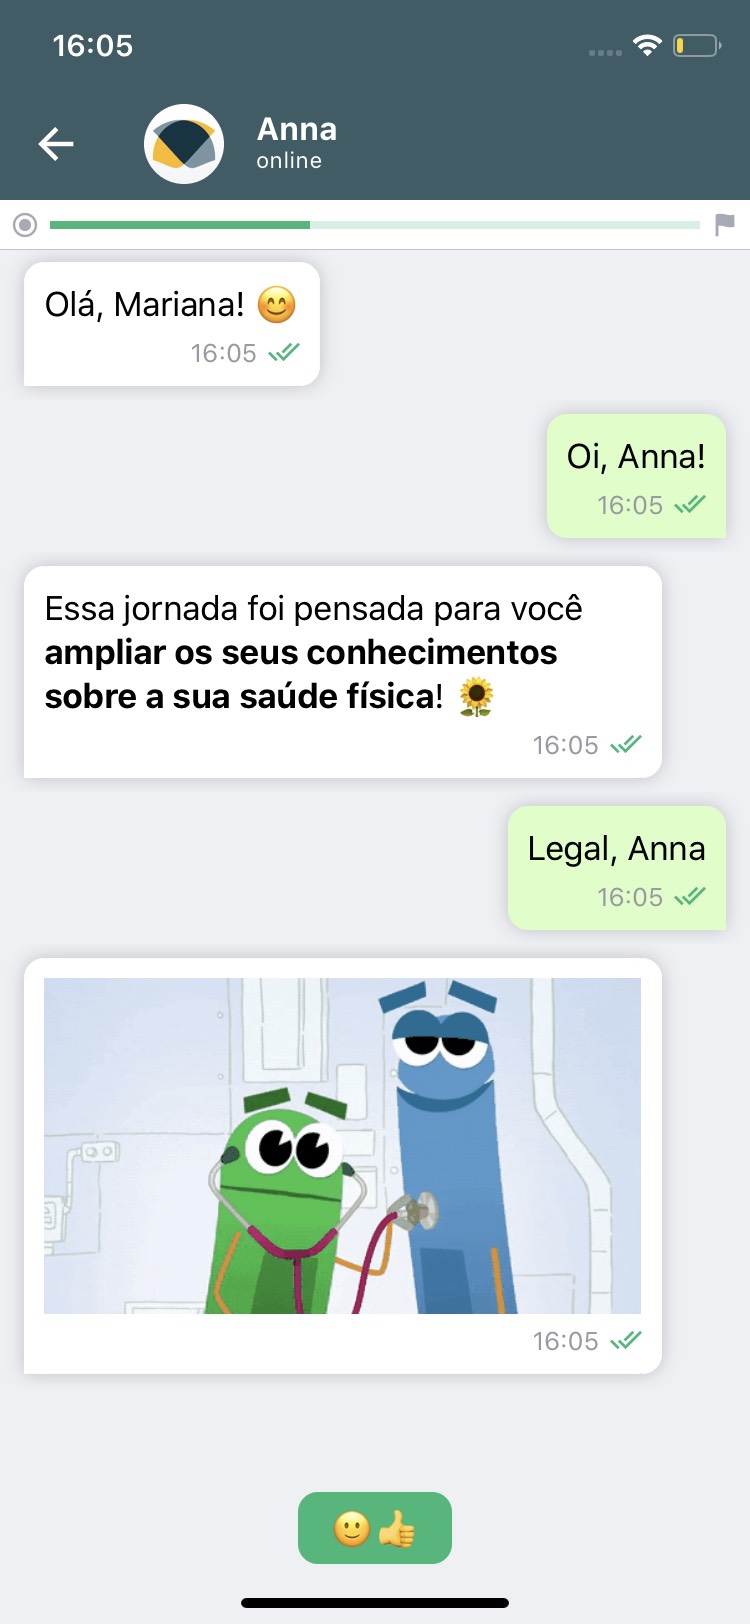 16:05
Anna
online
Olá, Mariana! 😊
16:05
Oi, Anna!
16:05
Essa jornada foi pensada para você
ampliar os seus conhecimentos
sobre a sua saúde física! 🌻
16:05
Legal, Anna
16:05
16:05
🙂👍